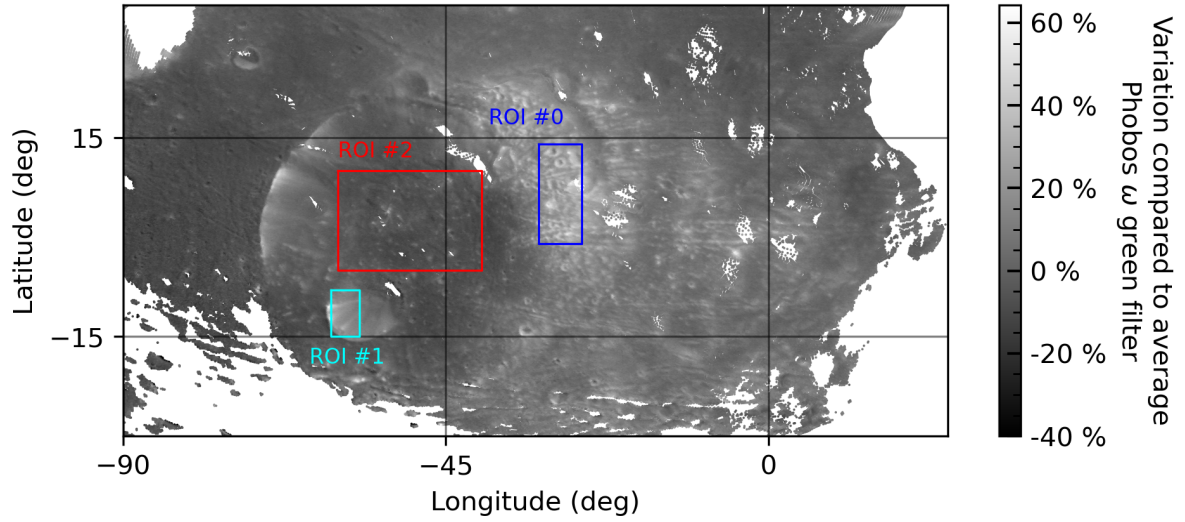 ROI #0
ROI #2
ROI #1
15
−15
Latitude (deg)
−90
−45
0
Longitude (deg)
60 %
40 %
20 %
0 %
-20 %
-40 %
Variation compared to average
Phobos ω green filter